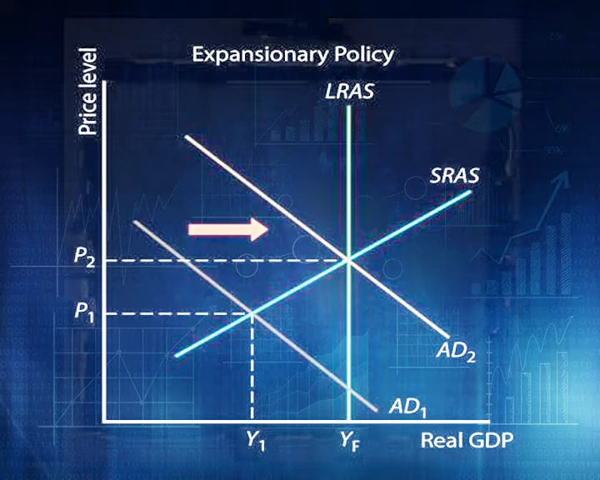 Expansionary Policy
Price level
LRAS
SRAS
P2
P1
AD2
AD1
Y1
YF
Real GDP